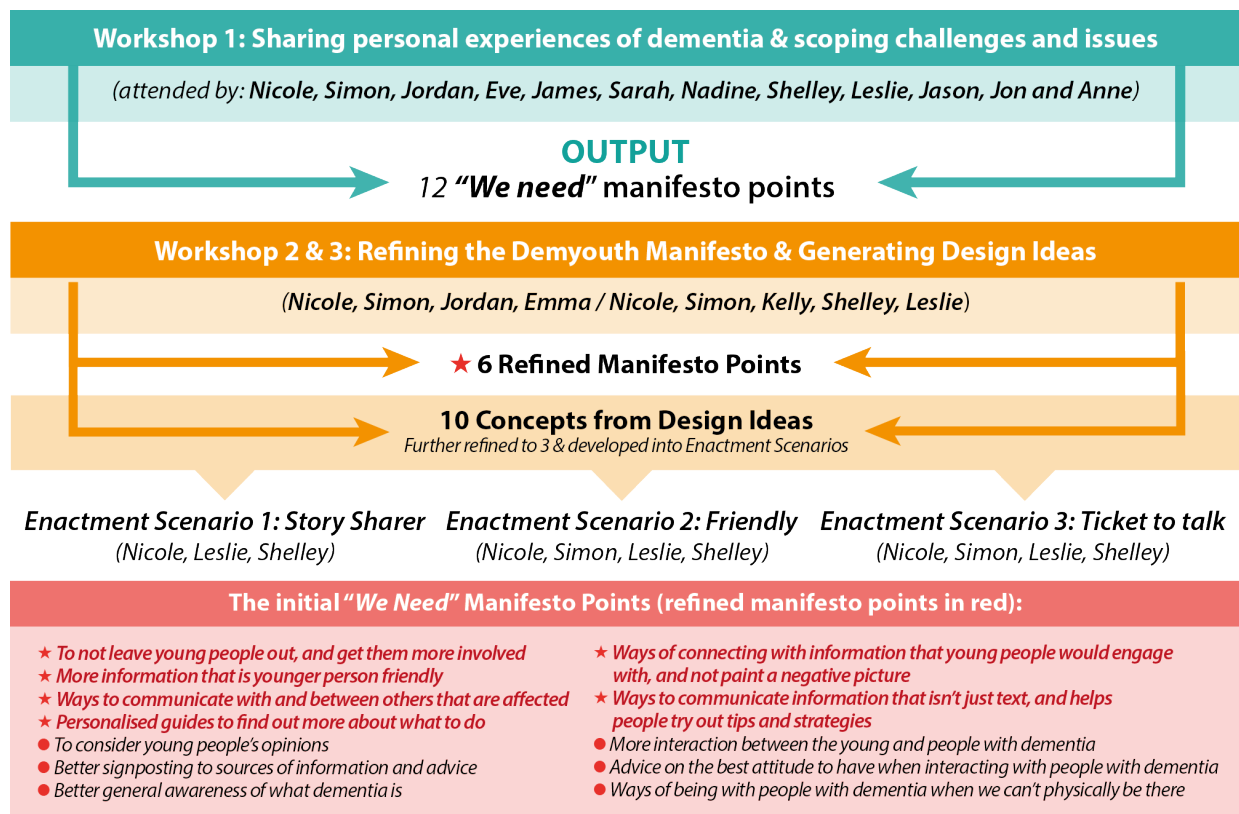 Workshop 1: Sharing personal experiences of dementia & scoping challenges and issues
(attended by: Nicole, Simon, Jordan, Eve, James, Sarah, Nadine, Shelley, Leslie, Jason, Jon and Anne)
OUTPUT
12 “We need” manifesto points
Workshop 2 & 3: Refining the Demyouth Manifesto & Generating Design Ideas
(Nicole, Simon, Jordan, Emma / Nicole, Simon, Kelly, Shelley, Leslie)
★ 6 Refined Manifesto Points
10 Concepts from Design Ideas
Further refined to 3 & developed into Enactment Scenarios
Enactment Scenario 1: Story Sharer
(Nicole, Leslie, Shelley)
Enactment Scenario 2: Friendly
(Nicole, Simon, Leslie, Shelley)
Enactment Scenario 3: Ticket to talk
(Nicole, Simon, Leslie, Shelley)
The initial “We Need” Manifesto Points (refined manifesto points in red):
★ To not leave young people out, and get them more involved
★ More information that is younger person friendly
★ Ways to communicate with and between others that are affected
★ Personalised guides to find out more about what to do
● To consider young people’s opinions
● Better signposting to sources of information and advice
● Better general awareness of what dementia is
★ Ways of connecting with information that young people would engage
with, and not paint a negative picture
★ Ways to communicate information that isn’t just text, and helps
people try out tips and strategies
● More interaction between the young and people with dementia
● Advice on the best attitude to have when interacting with people with dementia
● Ways of being with people with dementia when we can’t physically be there